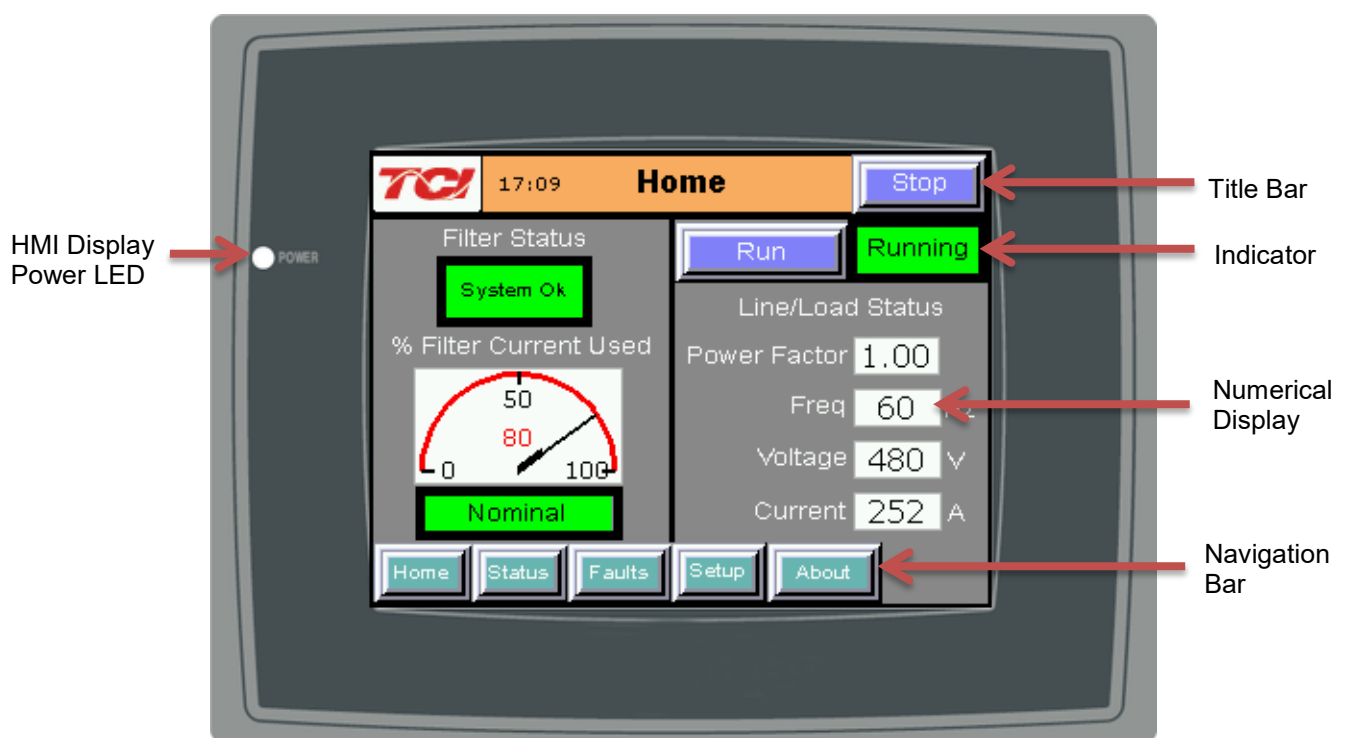 TCI
17:09
Home
Stop
Title Bar
HMI Display
Power LED
POWER
Filter Status
Run
Running
Indicator
System Ok
Line/Load Status
% Filter Current Used
Power Factor 1.00
50
80
0
100
Freq 60
Numerical
Display
Voltage 480 V
Nominal
Current 252 A
Home
Status
Faults
Setup
About
Navigation
Bar